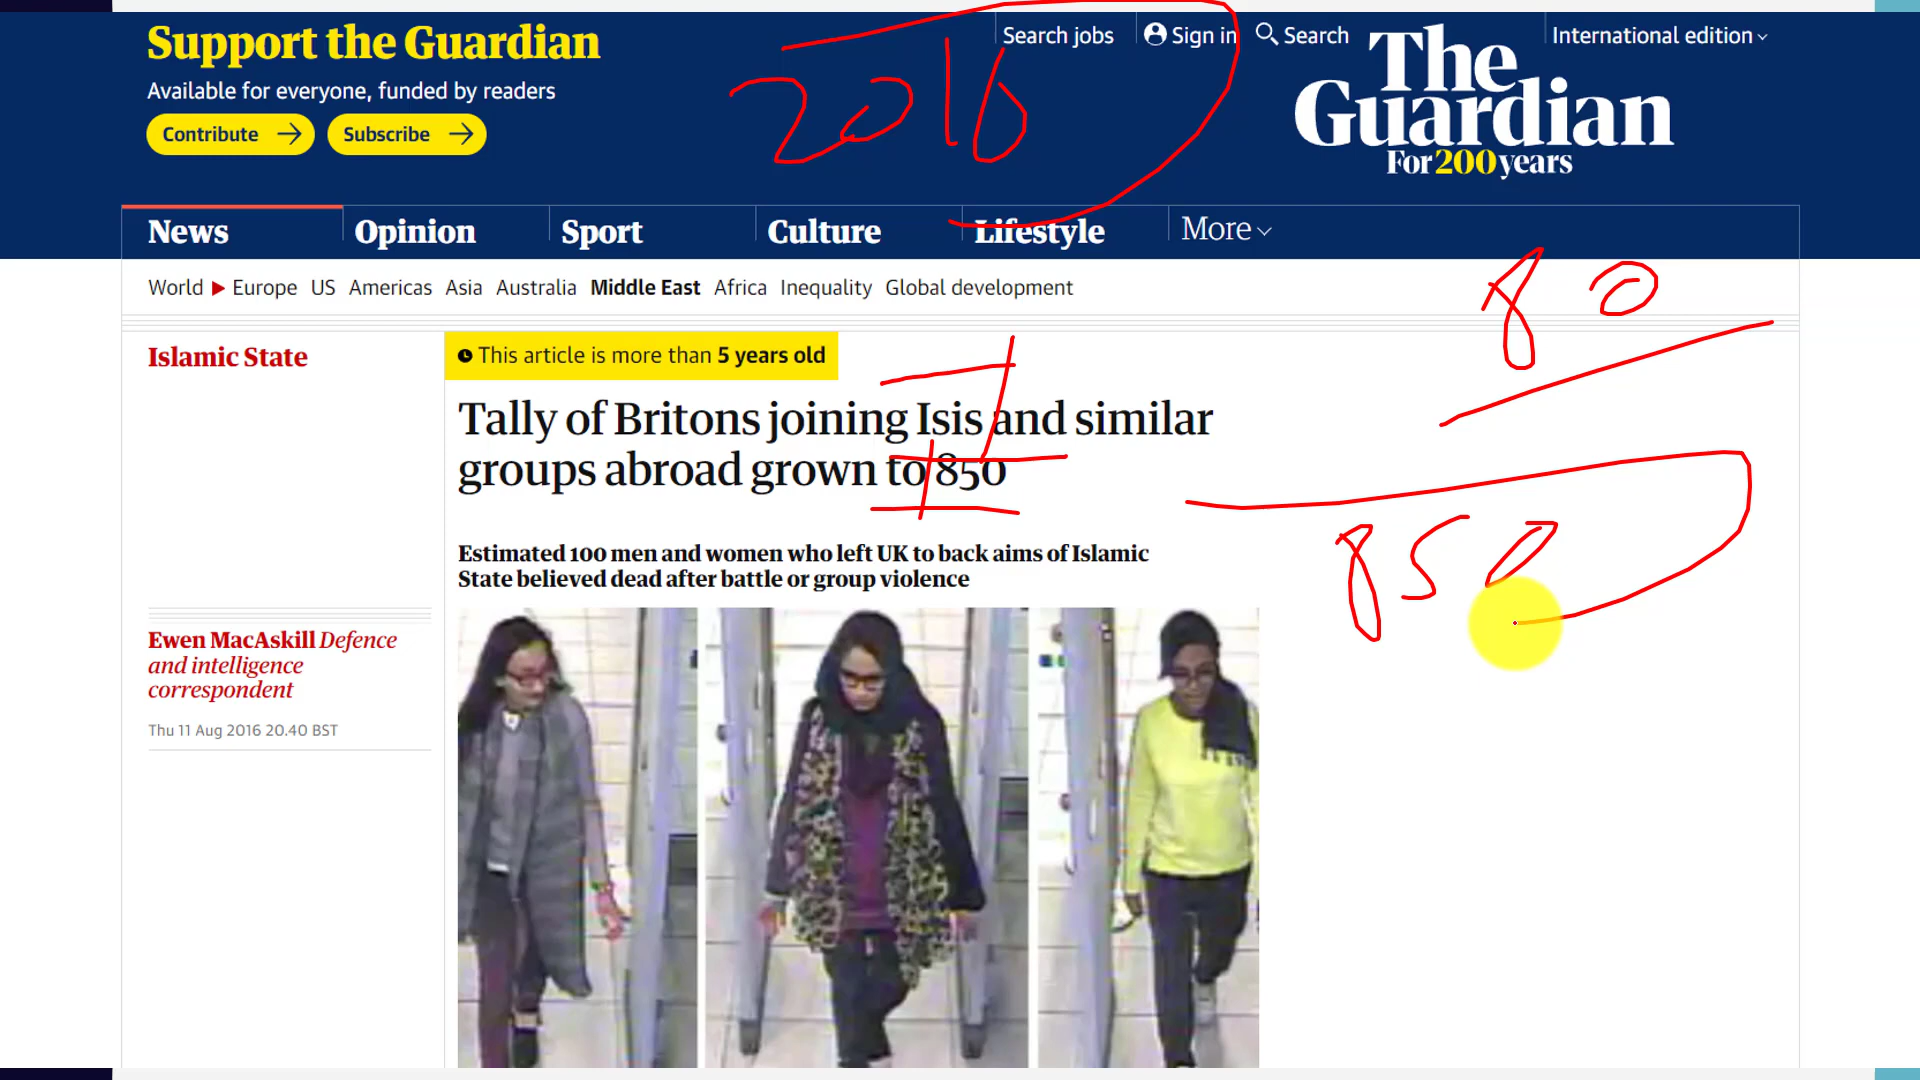 Support the Guardian
Available for everyone, funded by readers
Contribute → Subscribe →
2016
Search jobs Sign in Search International edition
The Guardian
For 200 years
News Opinion Sport Culture Lifestyle More
World Europe US Americas Asia Australia Middle East Africa Inequality Global development
80
Islamic State
This article is more than 5 years old
Tally of Britons joining Isis and similar
groups abroad grown to 850
850
Estimated 100 men and women who left UK to back aims of Islamic
State believed dead after battle or group violence
Ewen MacAskill Defence
and intelligence
correspondent
Thu 11 Aug 2016 20.40 BST